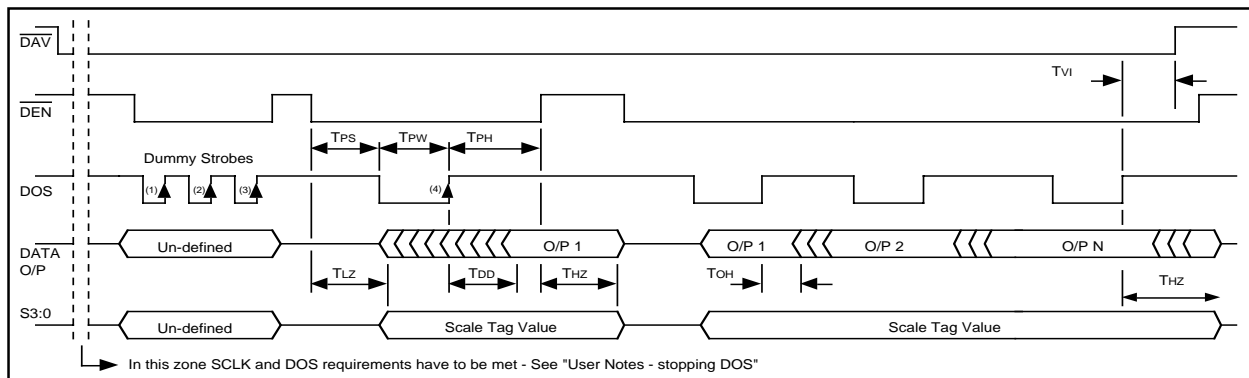 DAV
TVI
DEN
TPS TPW TPH
Dummy Strobes
DOS (1) (2) (3) (4)
DATA O/P
Un-defined O/P 1 O/P 1 O/P 2 O/P N
TLZ TDD THZ TOH THZ
S3:0
Un-defined Scale Tag Value Scale Tag Value
In this zone SCLK and DOS requirements have to be met - See "User Notes - stopping DOS"